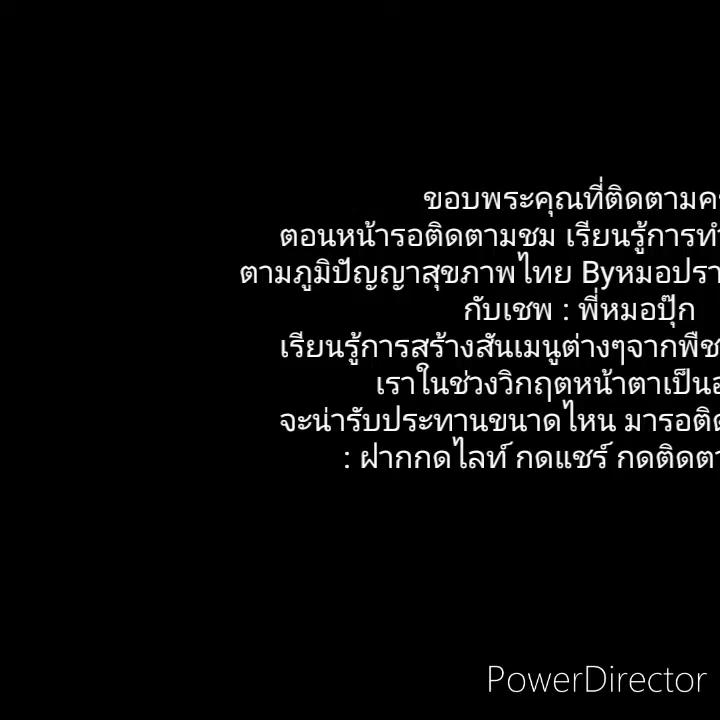 ขอบพระคุณที่ติดตาม
ตอนหน้ารอติดตามชม เรียนรู้การ
ตามภูมิปัญญาสุขภาพไทย Byหมอปรา
กับเชพ : พี่หมอปุ๊ก
เรียนรู้การสร้างสันเมนูต่างๆจากพืช
เราในช่วงวิกฤตหน้าตาเป็น
จะน่ารับประทานขนาดไหน มารอติด
: ฝากกดไลท์ กดแชร์ กดติดตา
PowerDirector